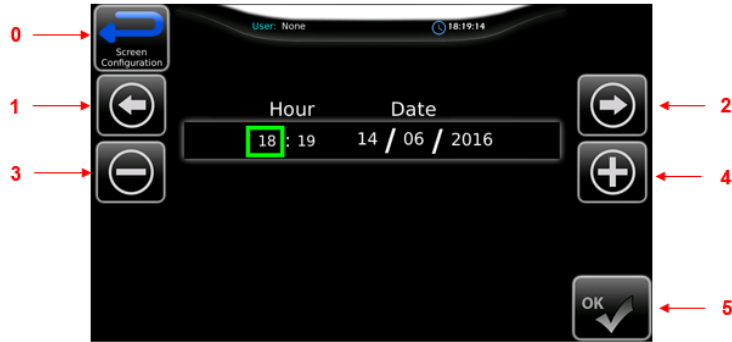 User: None
18:19:14
0
Screen
Configuration
1
2
Hour Date
18 : 19 14 / 06 / 2016
3
4
OK
5